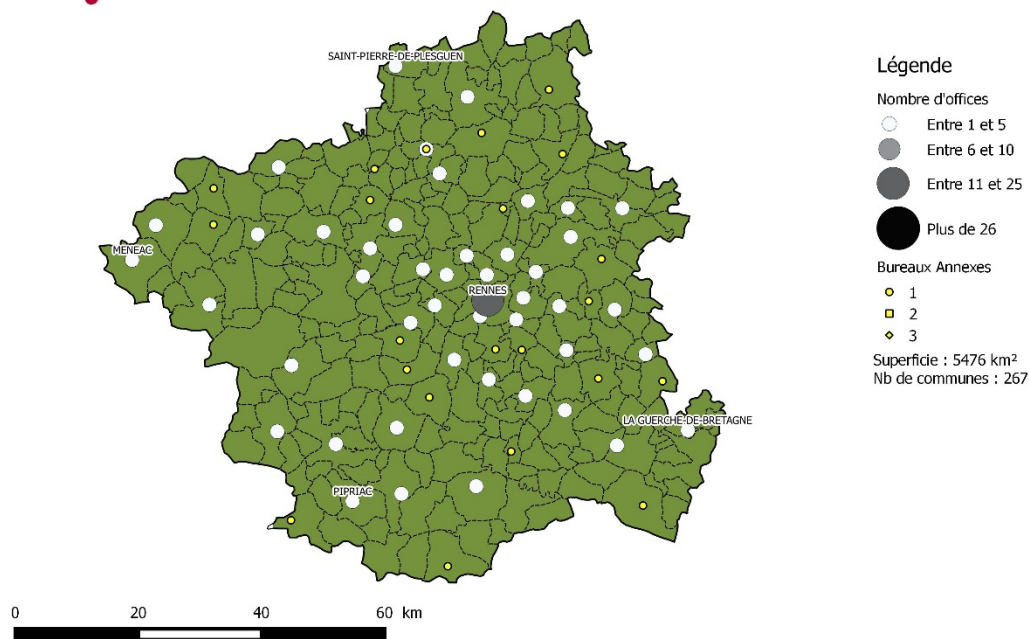 SAINT-PIERRE-DE-PLESGUEN
MENEAC
RENNES
LA GUERCHE-DE-BRETAGNE
PIPRIAC
Légende
Nombre d'offices
Entre 1 et 5
Entre 6 et 10
Entre 11 et 25
Plus de 26
Bureaux Annexes
1
2
3
Superficie : 5476 km²
Nb de communes : 267
0 20 40 60 km